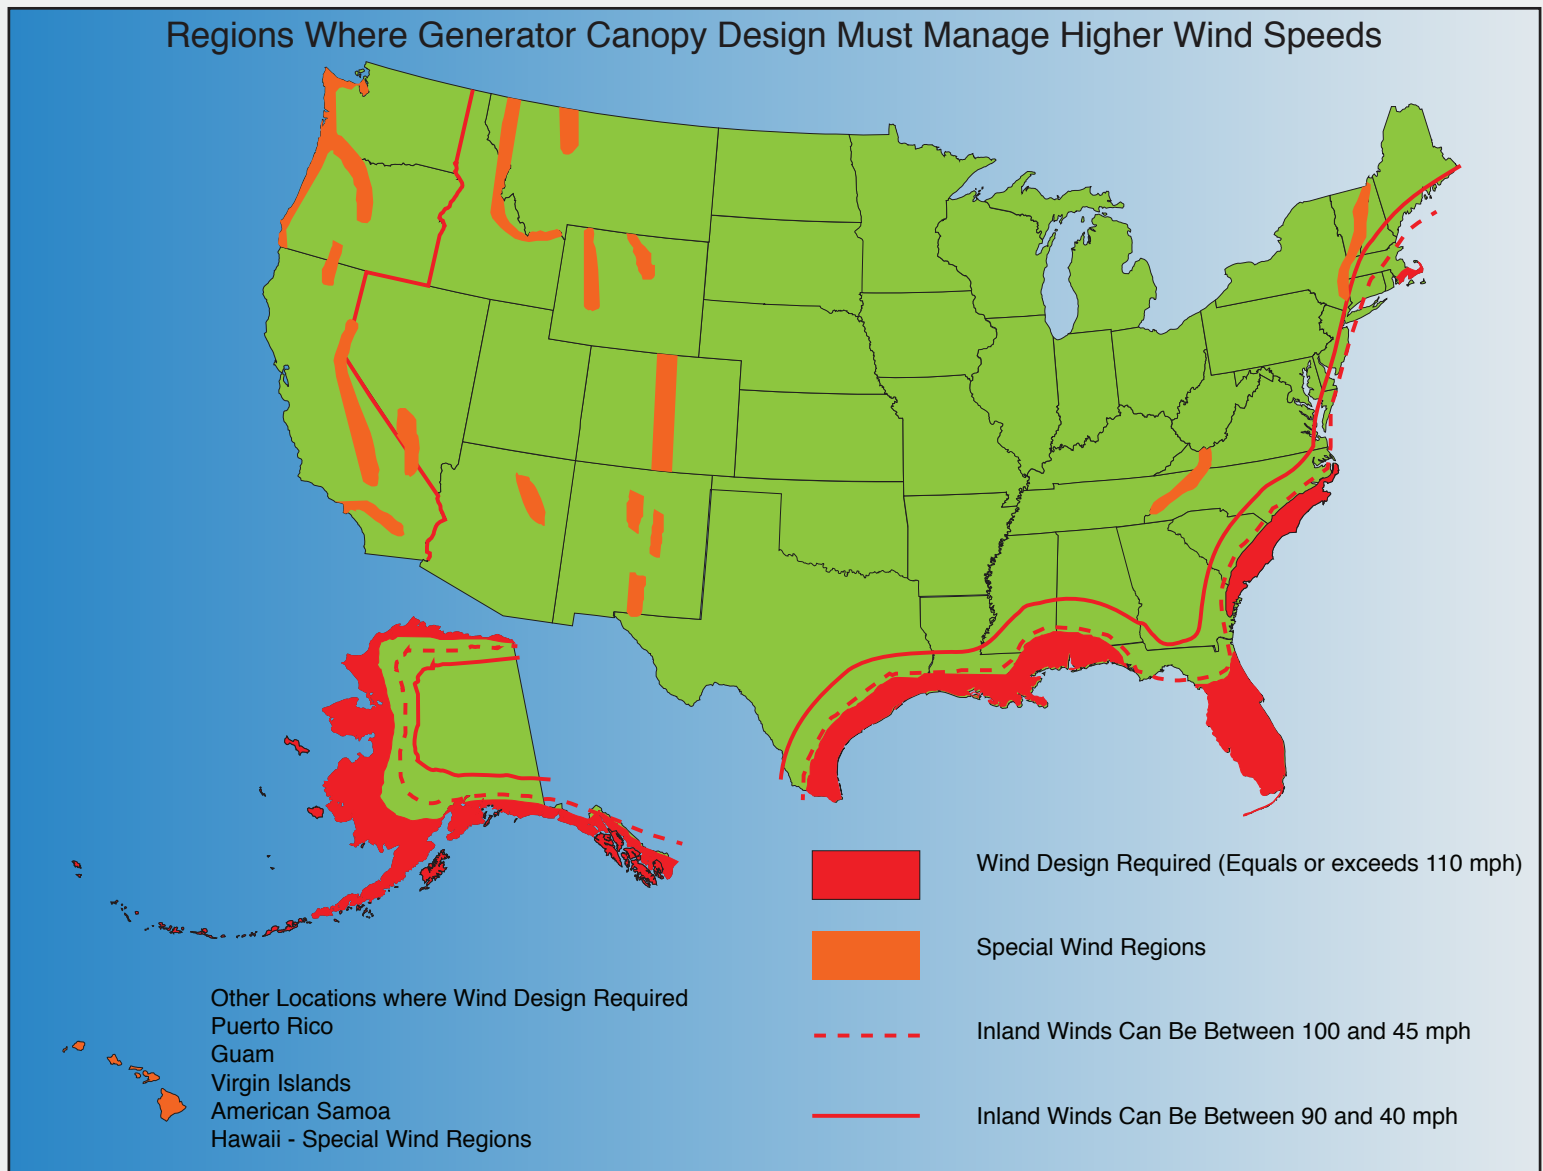 Regions Where Generator Canopy Design Must Manage Higher Wind Speeds
Wind Design Required (Equals or exceeds 110 mph)
Special Wind Regions
Inland Winds Can Be Between 100 and 45 mph
Inland Winds Can Be Between 90 and 40 mph
Other Locations where Wind Design Required
Puerto Rico
Guam
Virgin Islands
American Samoa
Hawaii - Special Wind Regions